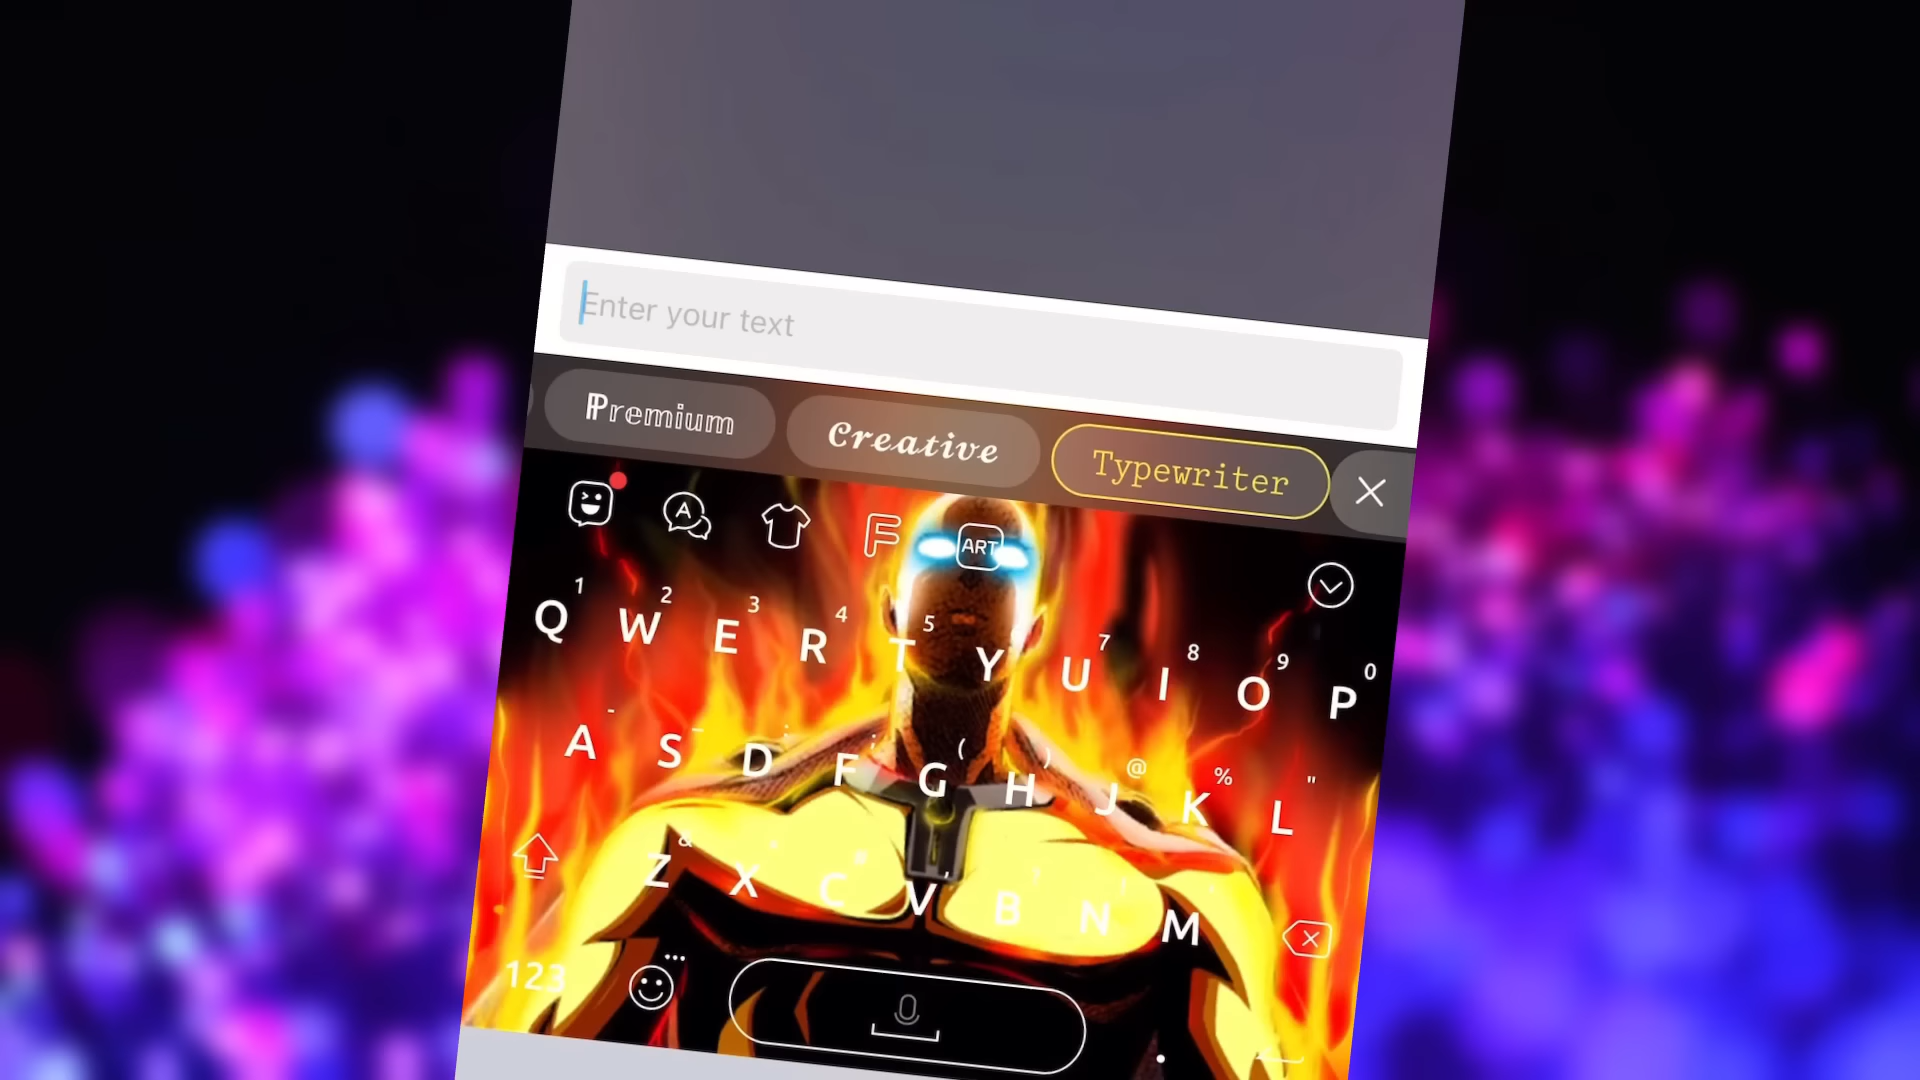 Enter your text
Premium Creative Typewriter
A F ART
1 2 3 4 5 7 8 9 0
Q W E R T Y U I O P
- _ : ; ( ) @ % "
A S D F G H J K L
&
Z X C V B N M
123